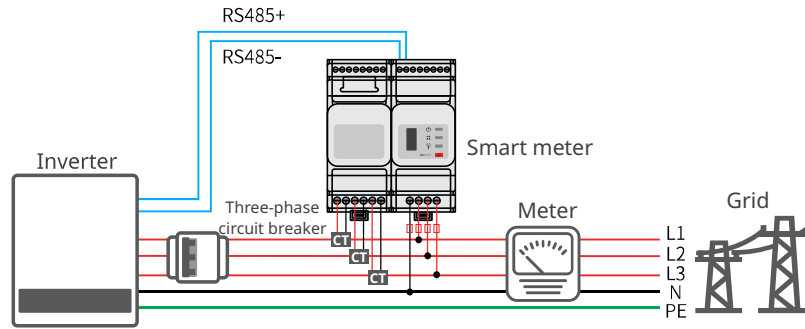 RS485+
RS485-
Inverter
Smart meter
Three-phase
circuit breaker
Meter
Grid
CT
CT
CT
L1
L2
L3
N
PE